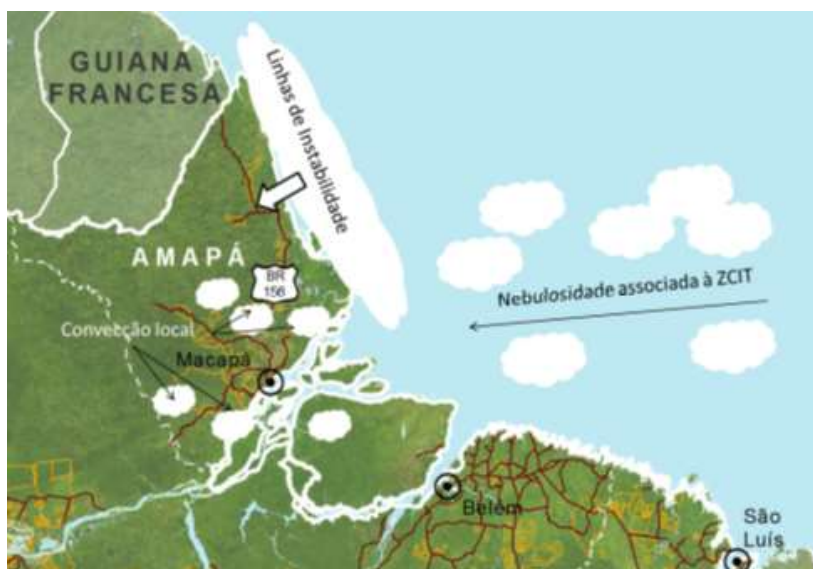 GUIANA
FRANCESA
Linhas de Instabilidade
AMAPÁ
BR
156
Nebulosidade associada à ZCIT
Convecção local
Macapá
Belém
São
Luís